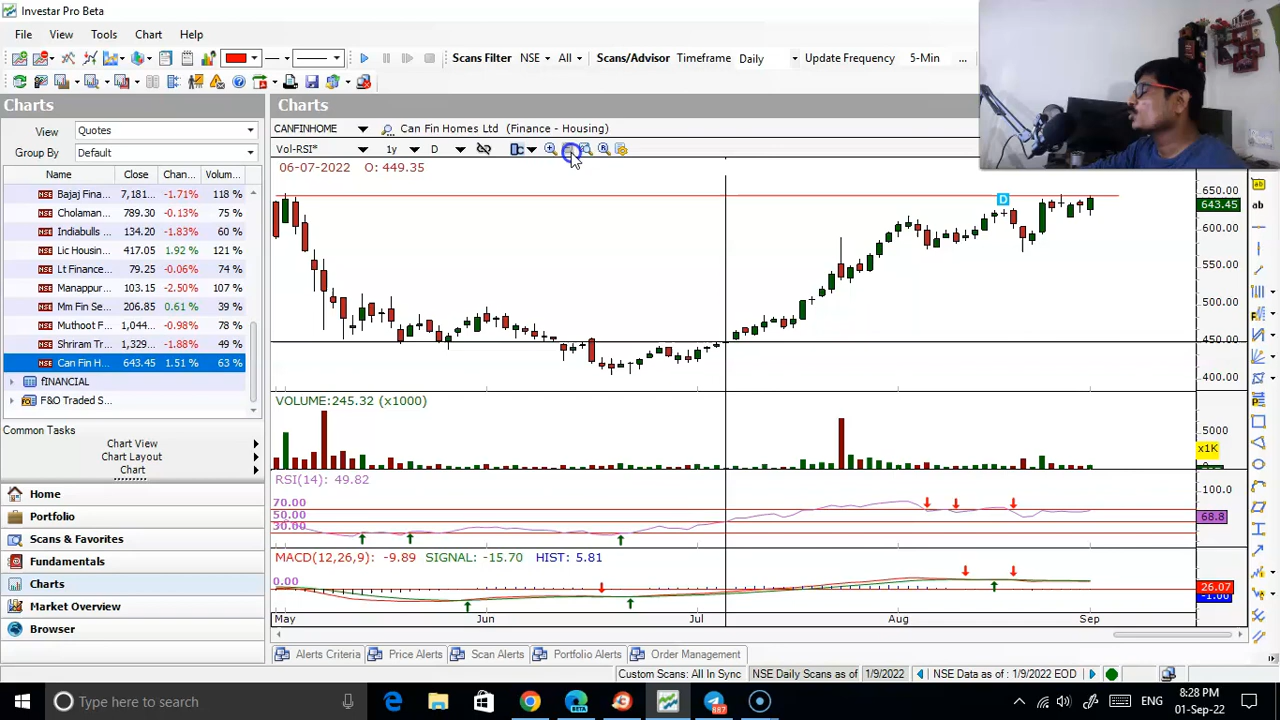 Investar Pro Beta
File View Tools Chart Help
Scans Filter NSE All Scans/Advisor Timeframe Daily Update Frequency 5-Min ...
Charts
Charts
View Quotes
Group By Default
Name Close Chan... Volum...
NSE Bajaj Fina... 7,181... -1.71% 118 %
NSE Cholaman... 789.30 -0.13% 75 %
NSE Indiabulls ... 134.20 -1.83% 60 %
NSE Lic Housin... 417.05 1.92 % 121 %
NSE Lt Finance... 79.25 -0.06% 74 %
NSE Manappur... 103.15 -2.50% 107 %
NSE Mm Fin Se... 206.85 0.61 % 39 %
NSE Muthoot F... 1,044... -0.98% 78 %
NSE Shriram Tr... 1,329... -1.88% 49 %
NSE Can Fin H... 643.45 1.51 % 63 %
fINANCIAL
F&O Traded S...
Common Tasks
Chart View
Chart Layout
Chart
Home
Portfolio
Scans & Favorites
Fundamentals
Charts
Market Overview
Browser
CANFINHOME Can Fin Homes Ltd (Finance - Housing)
Vol-RSI* 1y D
06-07-2022 O: 449.35
D
650.00
643.45
600.00
550.00
500.00
450.00
400.00
VOLUME:245.32 (x1000)
5000
x1K
RSI(14): 49.82
100.0
70.00
50.00
30.00
68.8
MACD(12,26,9): -9.89 SIGNAL: -15.70 HIST: 5.81
0.00
26.07
-1.00
May Jun Jul Aug Sep
Alerts Criteria Price Alerts Scan Alerts Portfolio Alerts Order Management
Custom Scans: All In Sync NSE Daily Scans as of 1/9/2022 NSE Data as of : 1/9/2022 EOD
Type here to search
BETA
887
ENG
8:28 PM
01-Sep-22
ab
ab